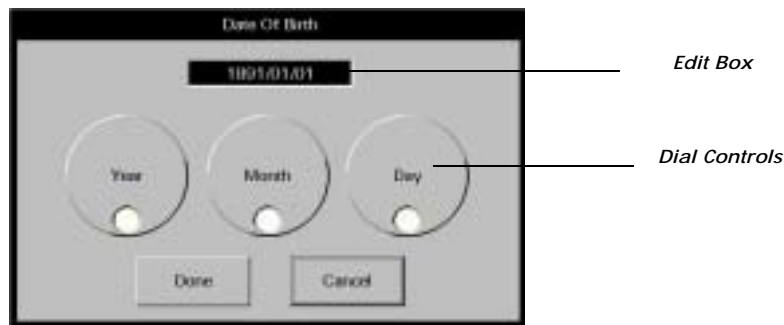 Date Of Birth
1891/01/01
Edit Box
Dial Controls
Year Month Day
Done Cancel